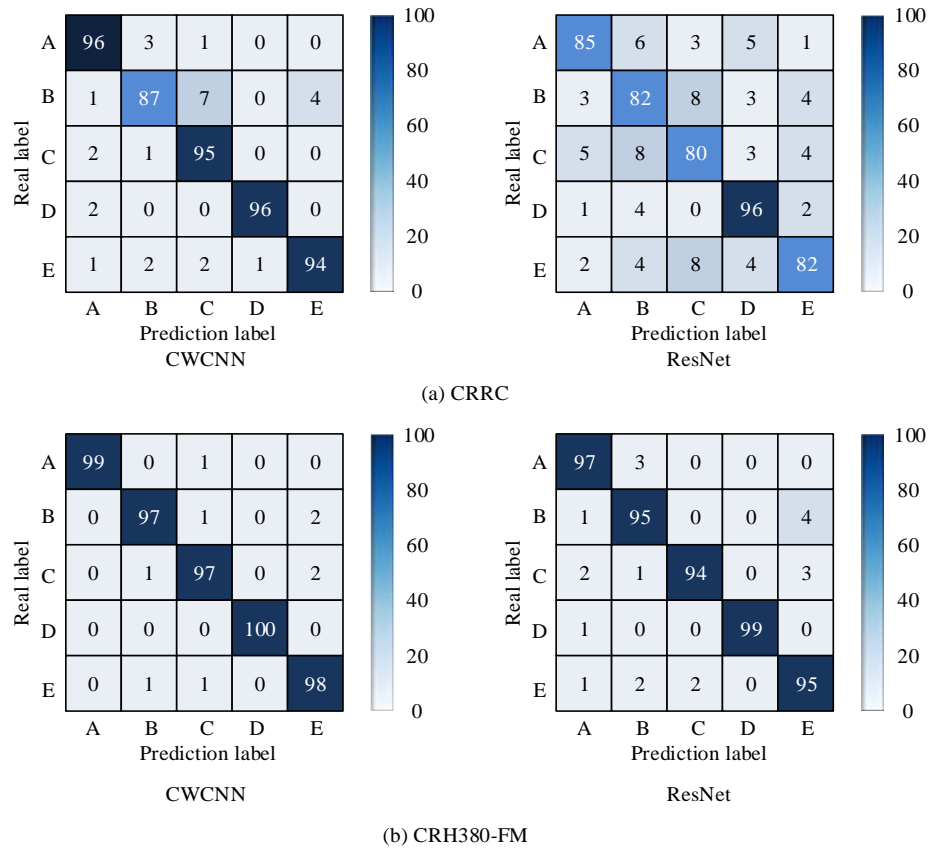 100
A 96 3 1 0 0
80
B 1 87 7 0 4
60
Real label
C 2 1 95 0 0
40
D 2 0 0 96 0
20
E 1 2 2 1 94
0
A B C D E
Prediction label
CWCNN
100
A 85 6 3 5 1
80
B 3 82 8 3 4
60
Real label
C 5 8 80 3 4
40
D 1 4 0 96 2
20
E 2 4 8 4 82
0
A B C D E
Prediction label
ResNet
(a) CRRC
100
A 99 0 1 0 0
80
B 0 97 1 0 2
60
Real label
C 0 1 97 0 2
40
D 0 0 0 100 0
20
E 0 1 1 0 98
0
A B C D E
Prediction label
CWCNN
100
A 97 3 0 0 0
80
B 1 95 0 0 4
60
Real label
C 2 1 94 0 3
40
D 1 0 0 99 0
20
E 1 2 2 0 95
0
A B C D E
Prediction label
ResNet
(b) CRH380-FM